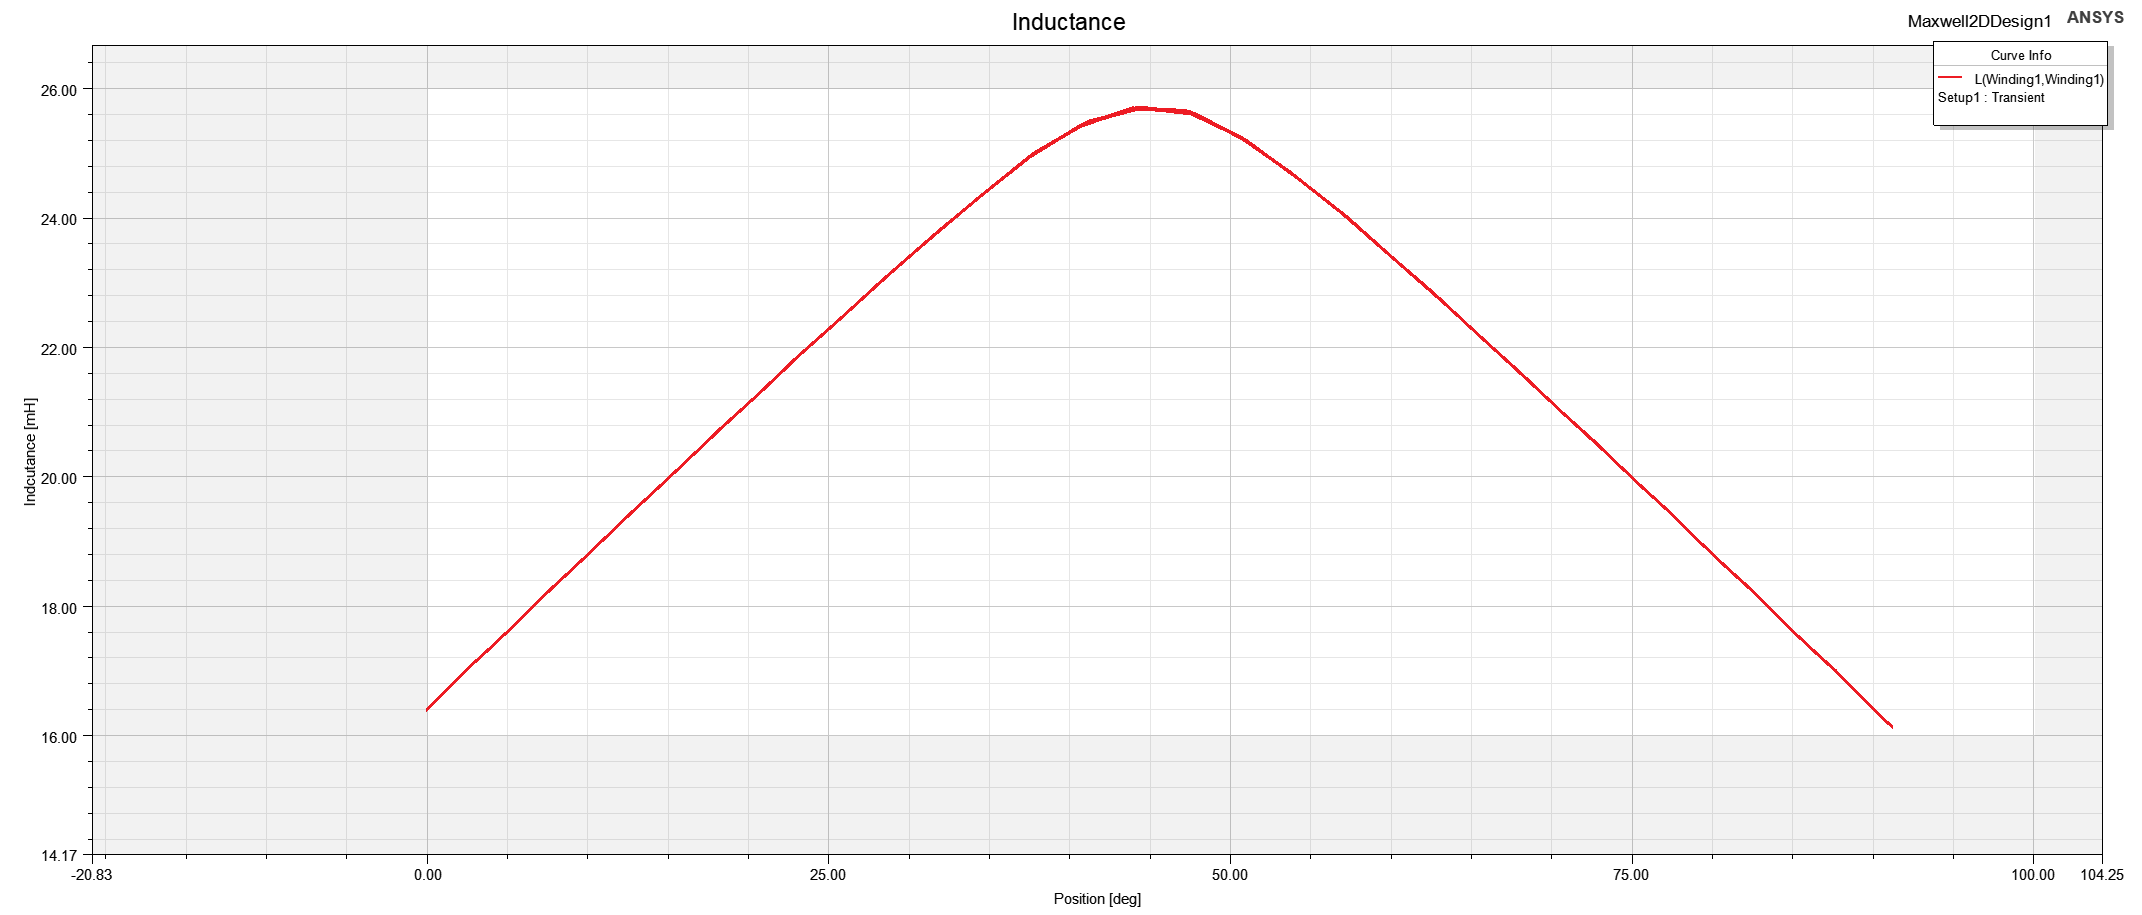 Inductance
Maxwell2DDesign1
ANSYS
Curve Info
L(Winding1,Winding1)
Setup1 : Transient
26.00
24.00
22.00
20.00
18.00
16.00
14.17
Indcutance [mH]
-20.83
0.00
25.00
50.00
75.00
100.00
104.25
Position [deg]